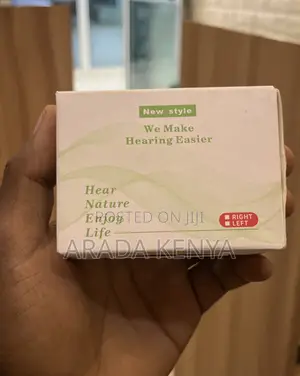 New style
We Make
Hearing Easier
Hear
Nature
Enjoy
Life
POSTED ON JIJI
ARADA KENYA
RIGHT
LEFT